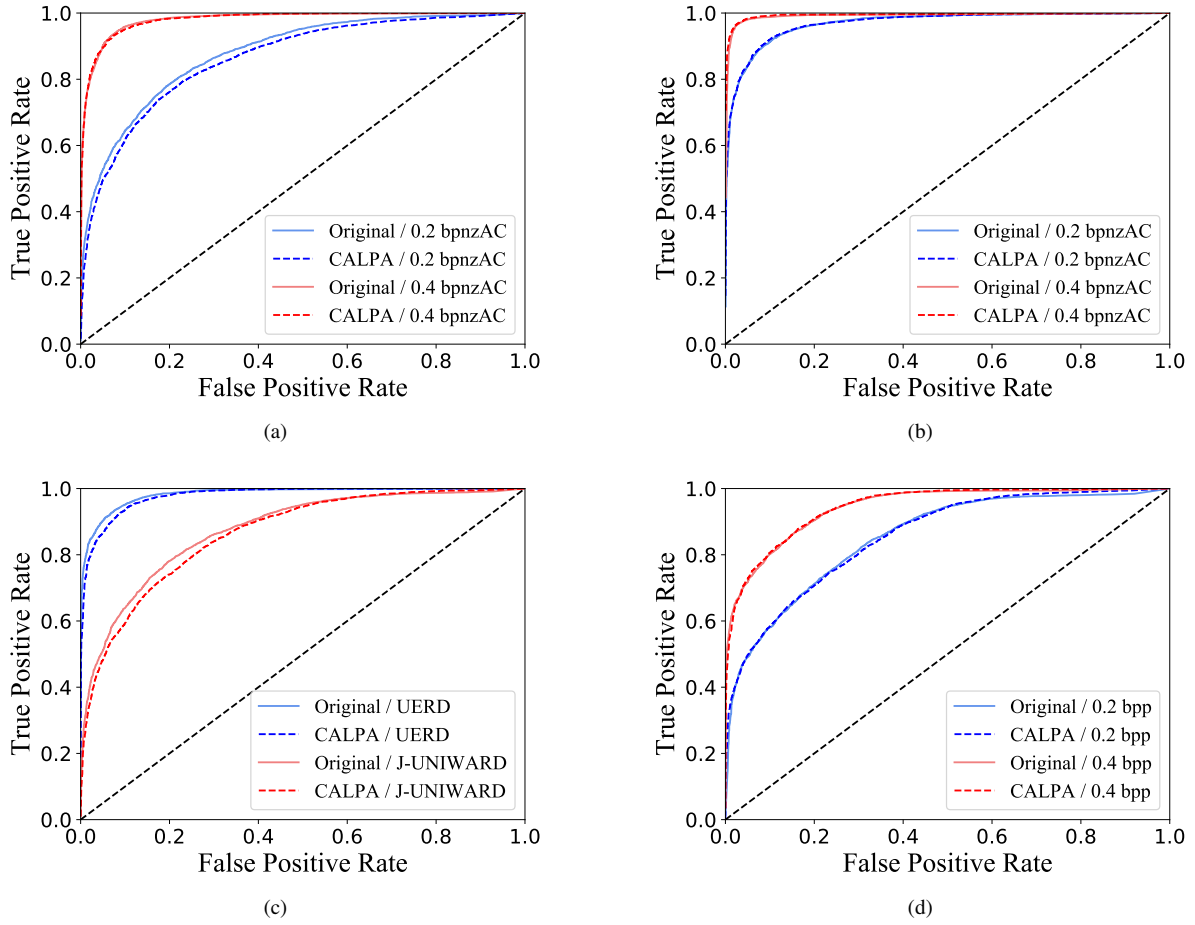 1.0
0.8
0.6
0.4
0.2
0.0
True Positive Rate
Original / 0.2 bpnzAC
CALPA / 0.2 bpnzAC
Original / 0.4 bpnzAC
CALPA / 0.4 bpnzAC
0.0 0.2 0.4 0.6 0.8 1.0
False Positive Rate
(a)
1.0
0.8
0.6
0.4
0.2
0.0
True Positive Rate
Original / 0.2 bpnzAC
CALPA / 0.2 bpnzAC
Original / 0.4 bpnzAC
CALPA / 0.4 bpnzAC
0.0 0.2 0.4 0.6 0.8 1.0
False Positive Rate
(b)
1.0
0.8
0.6
0.4
0.2
0.0
True Positive Rate
Original / UERD
CALPA / UERD
Original / J-UNIWARD
CALPA / J-UNIWARD
0.0 0.2 0.4 0.6 0.8 1.0
False Positive Rate
(c)
1.0
0.8
0.6
0.4
0.2
0.0
True Positive Rate
Original / 0.2 bpp
CALPA / 0.2 bpp
Original / 0.4 bpp
CALPA / 0.4 bpp
0.0 0.2 0.4 0.6 0.8 1.0
False Positive Rate
(d)